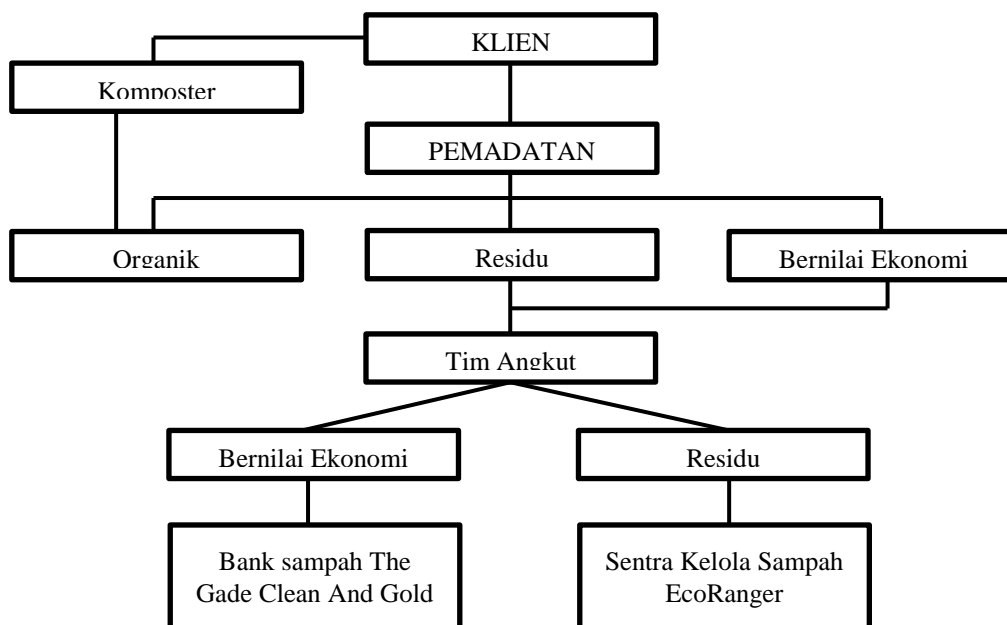 KLIEN
Komposter
PEMADATAN
Organik
Residu
Bernilai Ekonomi
Tim Angkut
Bernilai Ekonomi
Residu
Bank sampah The
Gade Clean And Gold
Sentra Kelola Sampah
EcoRanger